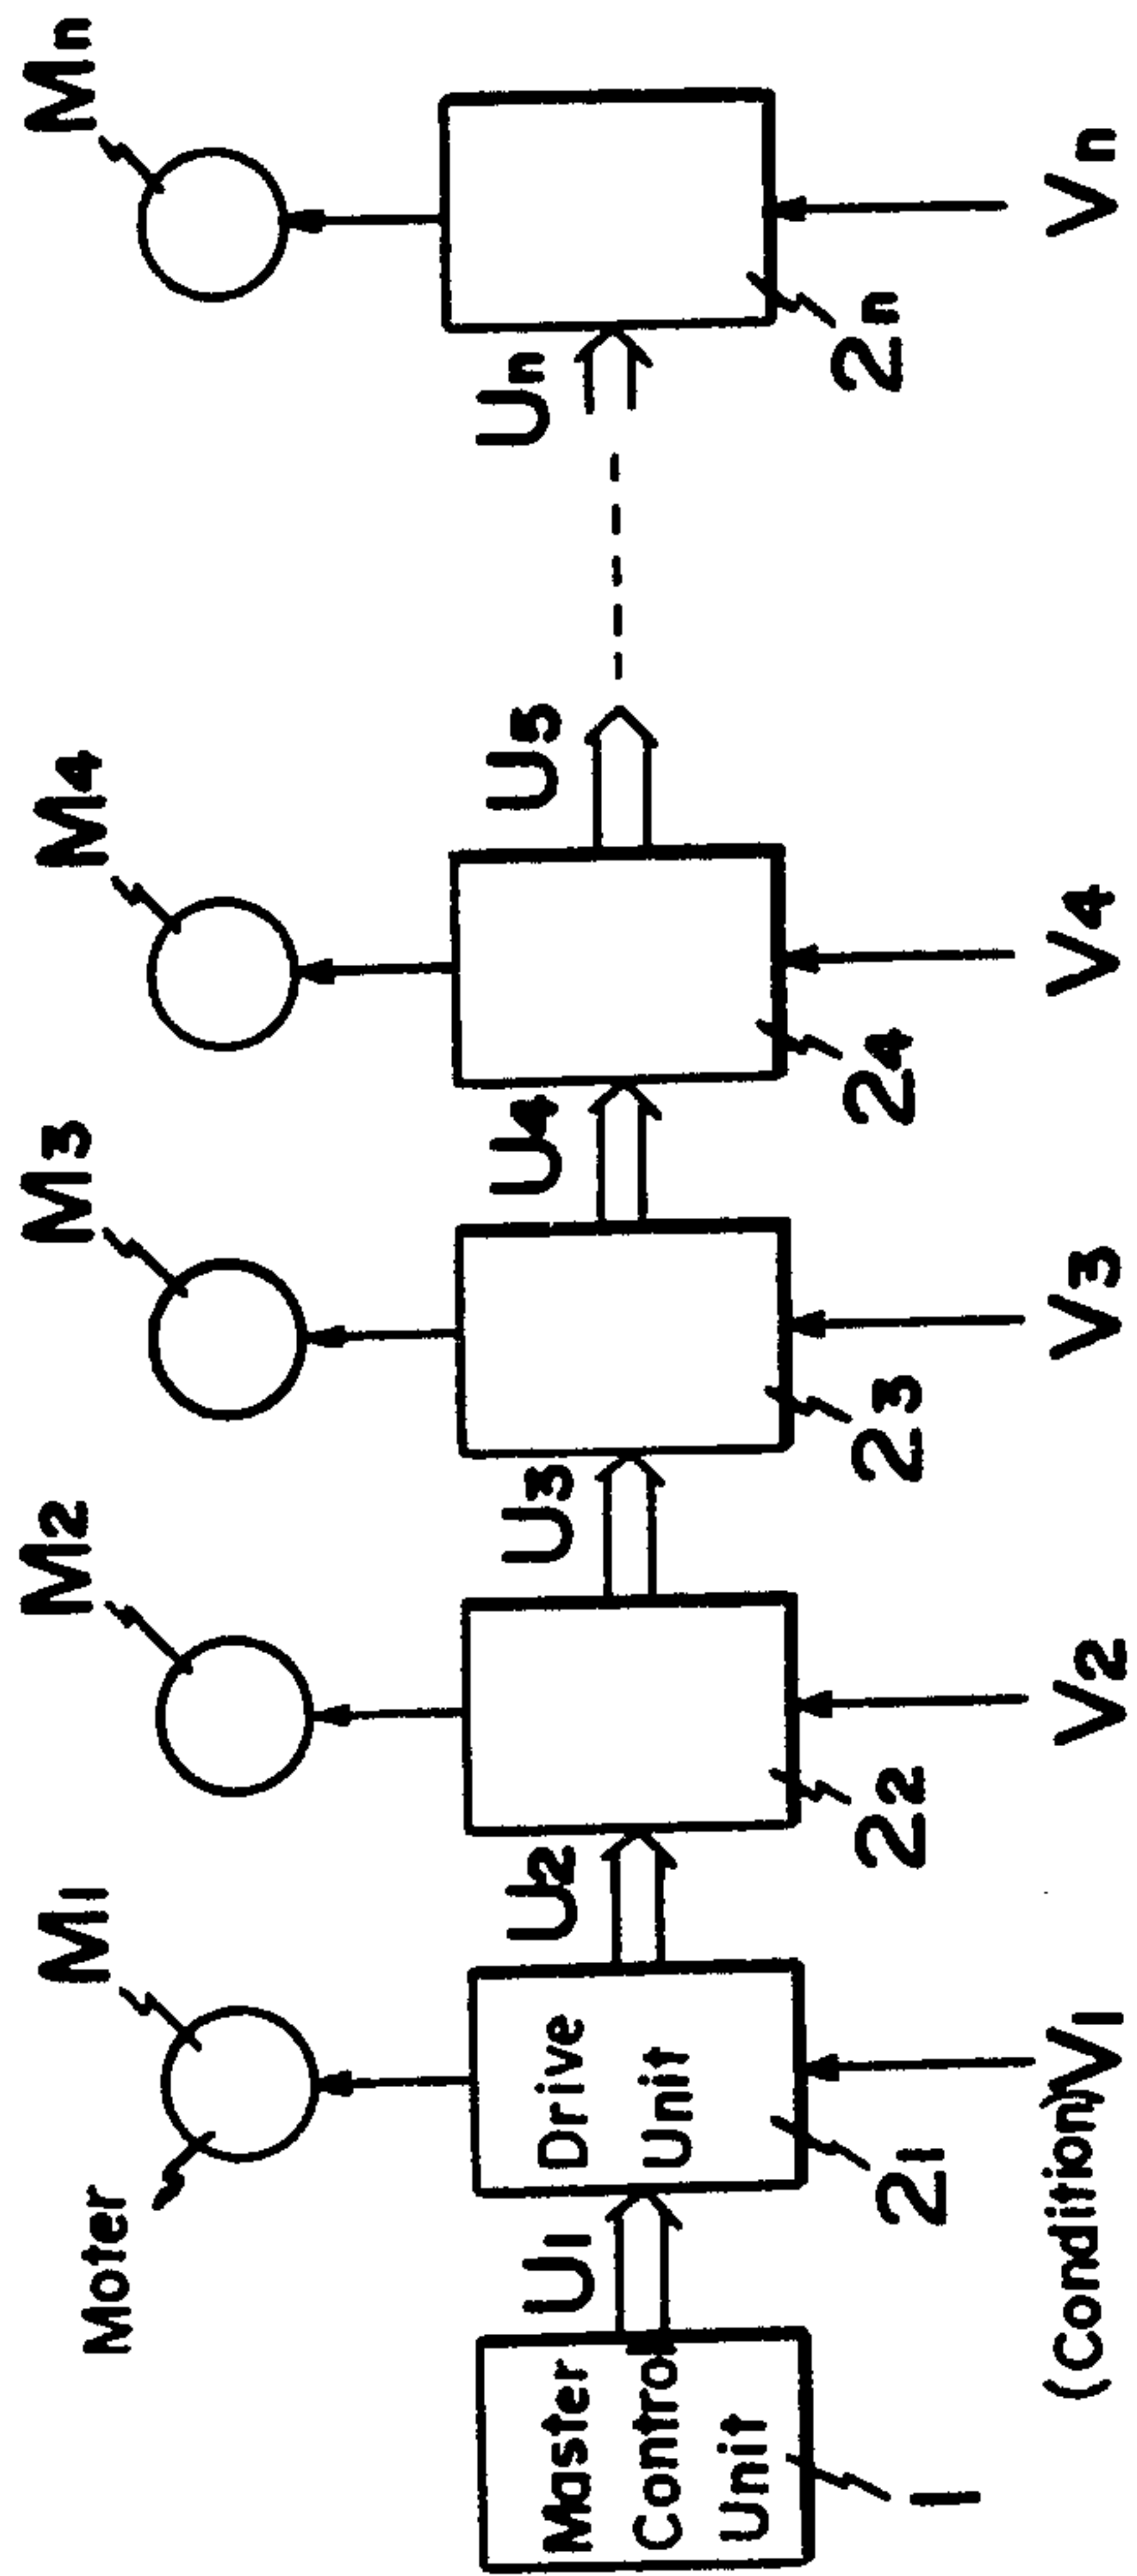 Moter
M1
M2
M3
M4
Mn
Master
Control
Unit
U1
Drive
Unit
U2
U3
U4
U5
Un
1
21
22
23
24
2n
(Condition)V1
V2
V3
V4
Vn